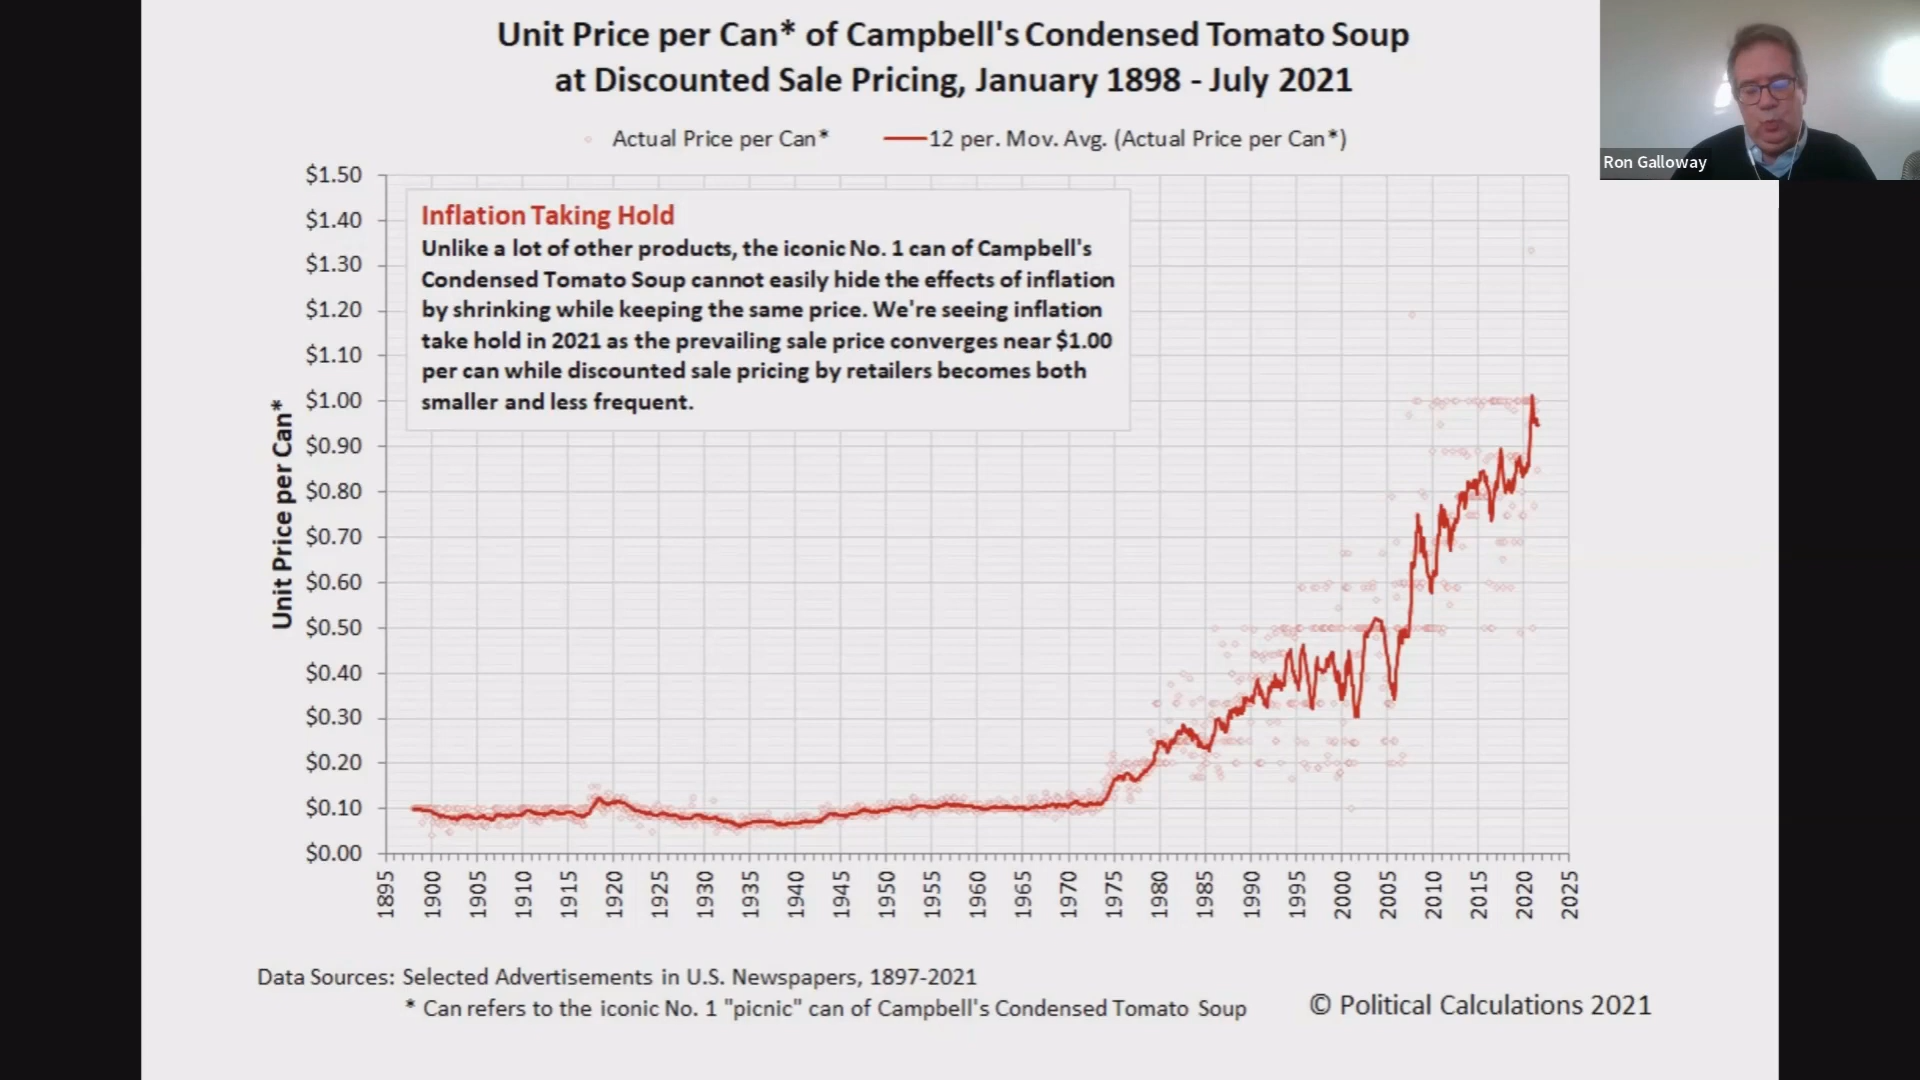 Unit Price per Can* of Campbell's Condensed Tomato Soup
at Discounted Sale Pricing, January 1898 - July 2021
Actual Price per Can*
12 per. Mov. Avg. (Actual Price per Can*)
Ron Galloway
$1.50
$1.40
$1.30
$1.20
$1.10
$1.00
$0.90
$0.80
$0.70
$0.60
$0.50
$0.40
$0.30
$0.20
$0.10
$0.00
Unit Price per Can*
Inflation Taking Hold
Unlike a lot of other products, the iconic No. 1 can of Campbell's
Condensed Tomato Soup cannot easily hide the effects of inflation
by shrinking while keeping the same price. We're seeing inflation
take hold in 2021 as the prevailing sale price converges near $1.00
per can while discounted sale pricing by retailers becomes both
smaller and less frequent.
1895
1900
1905
1910
1915
1920
1925
1930
1935
1940
1945
1950
1955
1960
1965
1970
1975
1980
1985
1990
1995
2000
2005
2010
2015
2020
2025
Data Sources: Selected Advertisements in U.S. Newspapers, 1897-2021
* Can refers to the iconic No. 1 "picnic" can of Campbell's Condensed Tomato Soup
© Political Calculations 2021